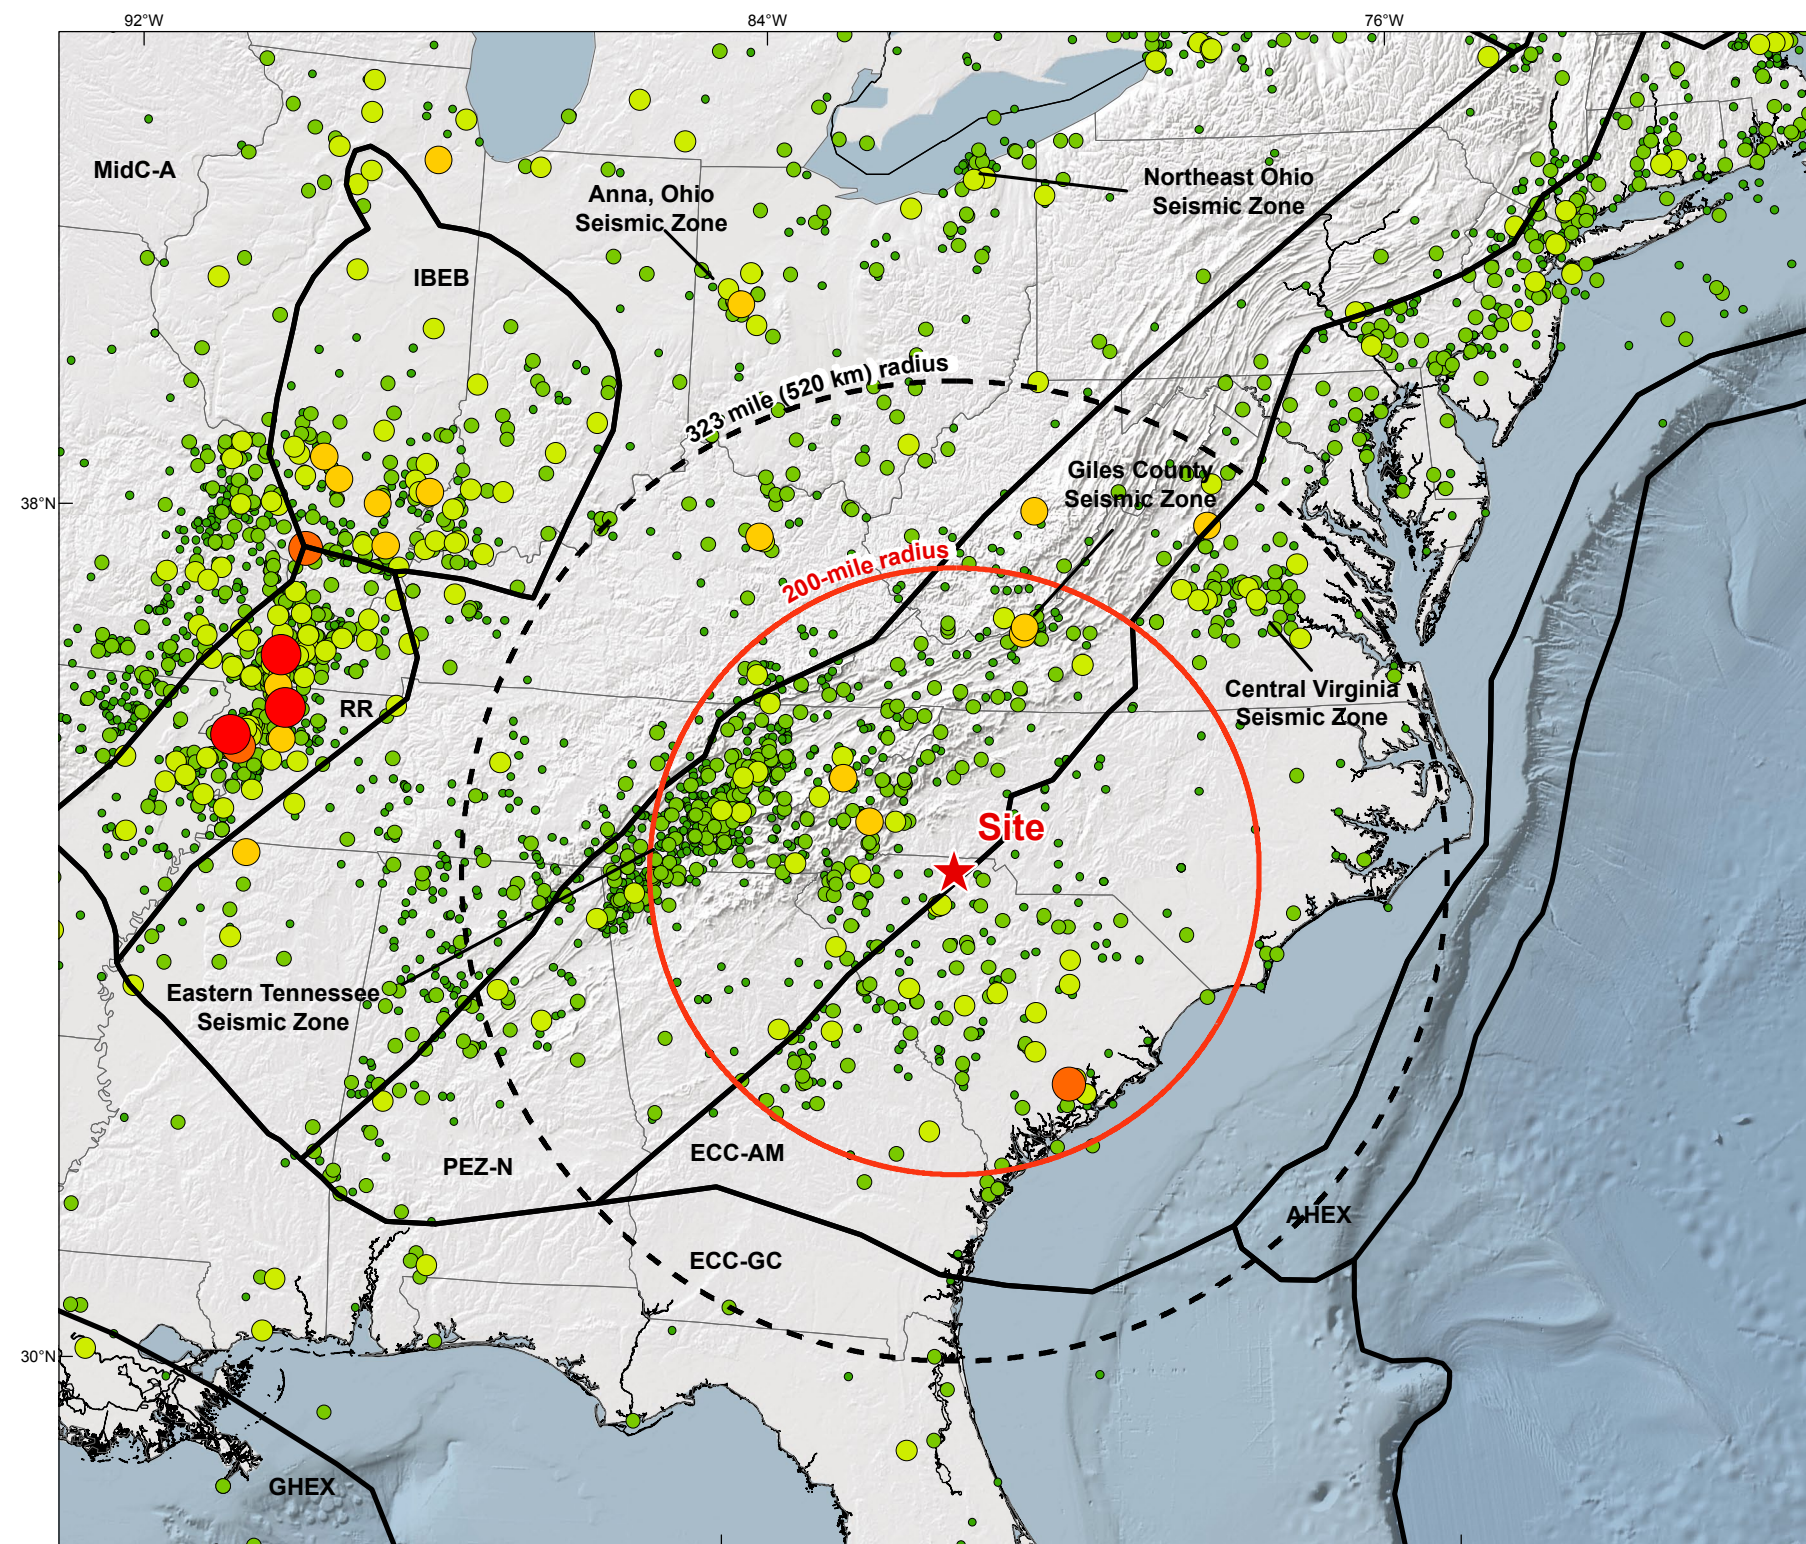 92°W
84°W
76°W
MidC-A
Anna, Ohio
Seismic Zone
Northeast Ohio
Seismic Zone
IBEB
323 mile (520 km) radius
Giles County
Seismic Zone
38°N
200-mile radius
Central Virginia
Seismic Zone
RR
Site
Eastern Tennessee
Seismic Zone
ECC-AM
PEZ-N
AHEX
ECC-GC
30°N
GHEX